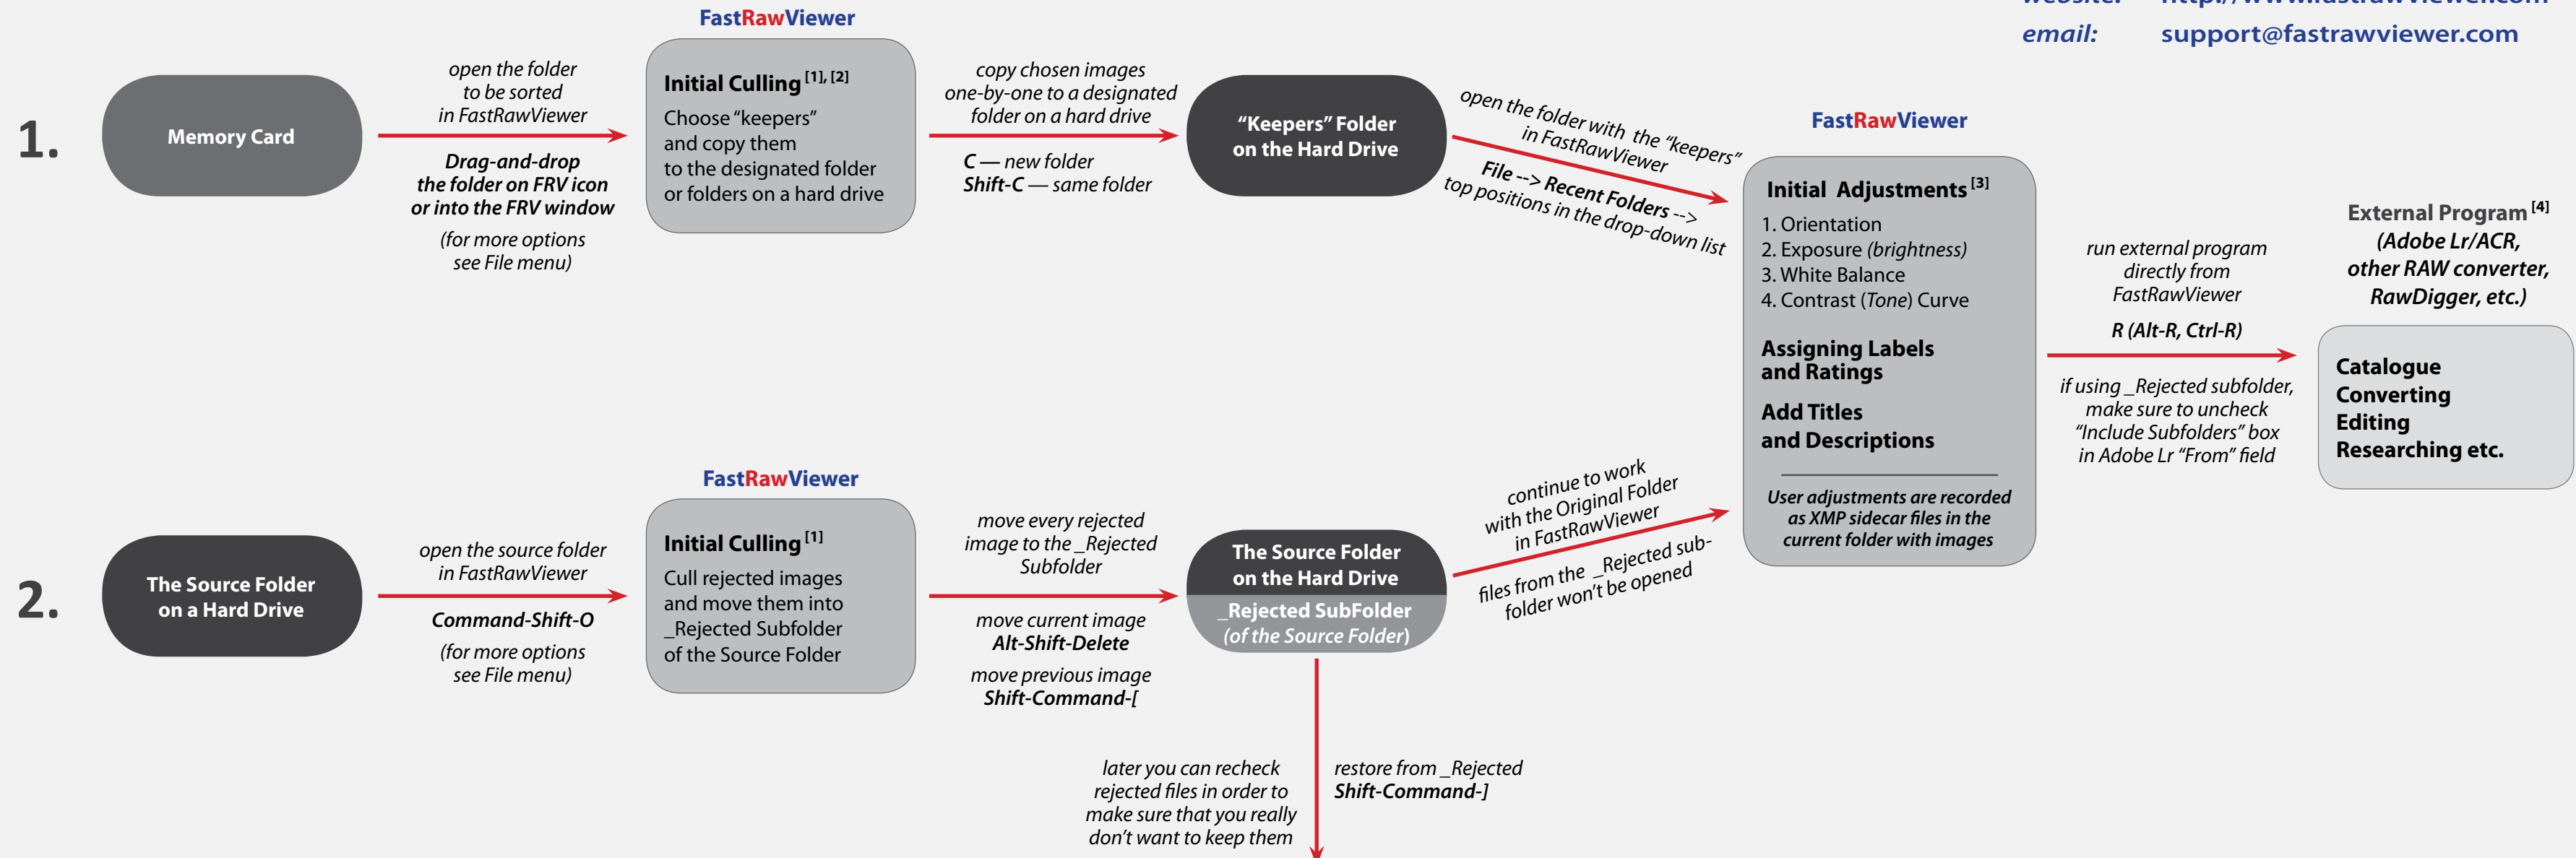 website: http://www.fastrawviewer.com
email: support@fastrawviewer.com
1.
Memory Card
open the folder
to be sorted
in FastRawViewer
Drag-and-drop
the folder on FRV icon
or into the FRV window
(for more options
see File menu)
FastRawViewer
Initial Culling [1], [2]
Choose “keepers”
and copy them
to the designated folder
or folders on a hard drive
copy chosen images
one-by-one to a designated
folder on a hard drive
C — new folder
Shift-C — same folder
“Keepers” Folder
on the Hard Drive
open the folder with the “keepers”
in FastRawViewer
File --> Recent Folders -->
top positions in the drop-down list
FastRawViewer
Initial Adjustments [3]
1. Orientation
2. Exposure (brightness)
3. White Balance
4. Contrast (Tone) Curve
Assigning Labels
and Ratings
Add Titles
and Descriptions
User adjustments are recorded
as XMP sidecar files in the
current folder with images
run external program
directly from
FastRawViewer
R (Alt-R, Ctrl-R)
if using _Rejected subfolder,
make sure to uncheck
“Include Subfolders” box
in Adobe Lr “From” field
External Program [4]
(Adobe Lr/ACR,
other RAW converter,
RawDigger, etc.)
Catalogue
Converting
Editing
Researching etc.
2.
The Source Folder
on a Hard Drive
open the source folder
in FastRawViewer
Command-Shift-O
(for more options
see File menu)
FastRawViewer
Initial Culling [1]
Cull rejected images
and move them into
_Rejected Subfolder
of the Source Folder
move every rejected
image to the _Rejected
Subfolder
move current image
Alt-Shift-Delete
move previous image
Shift-Command-[
The Source Folder
on the Hard Drive
_Rejected SubFolder
(of the Source Folder)
continue to work
with the Original Folder
in FastRawViewer
files from the _Rejected sub-
folder won’t be opened
later you can recheck
rejected files in order to
make sure that you really
don’t want to keep them
restore from _Rejected
Shift-Command-]